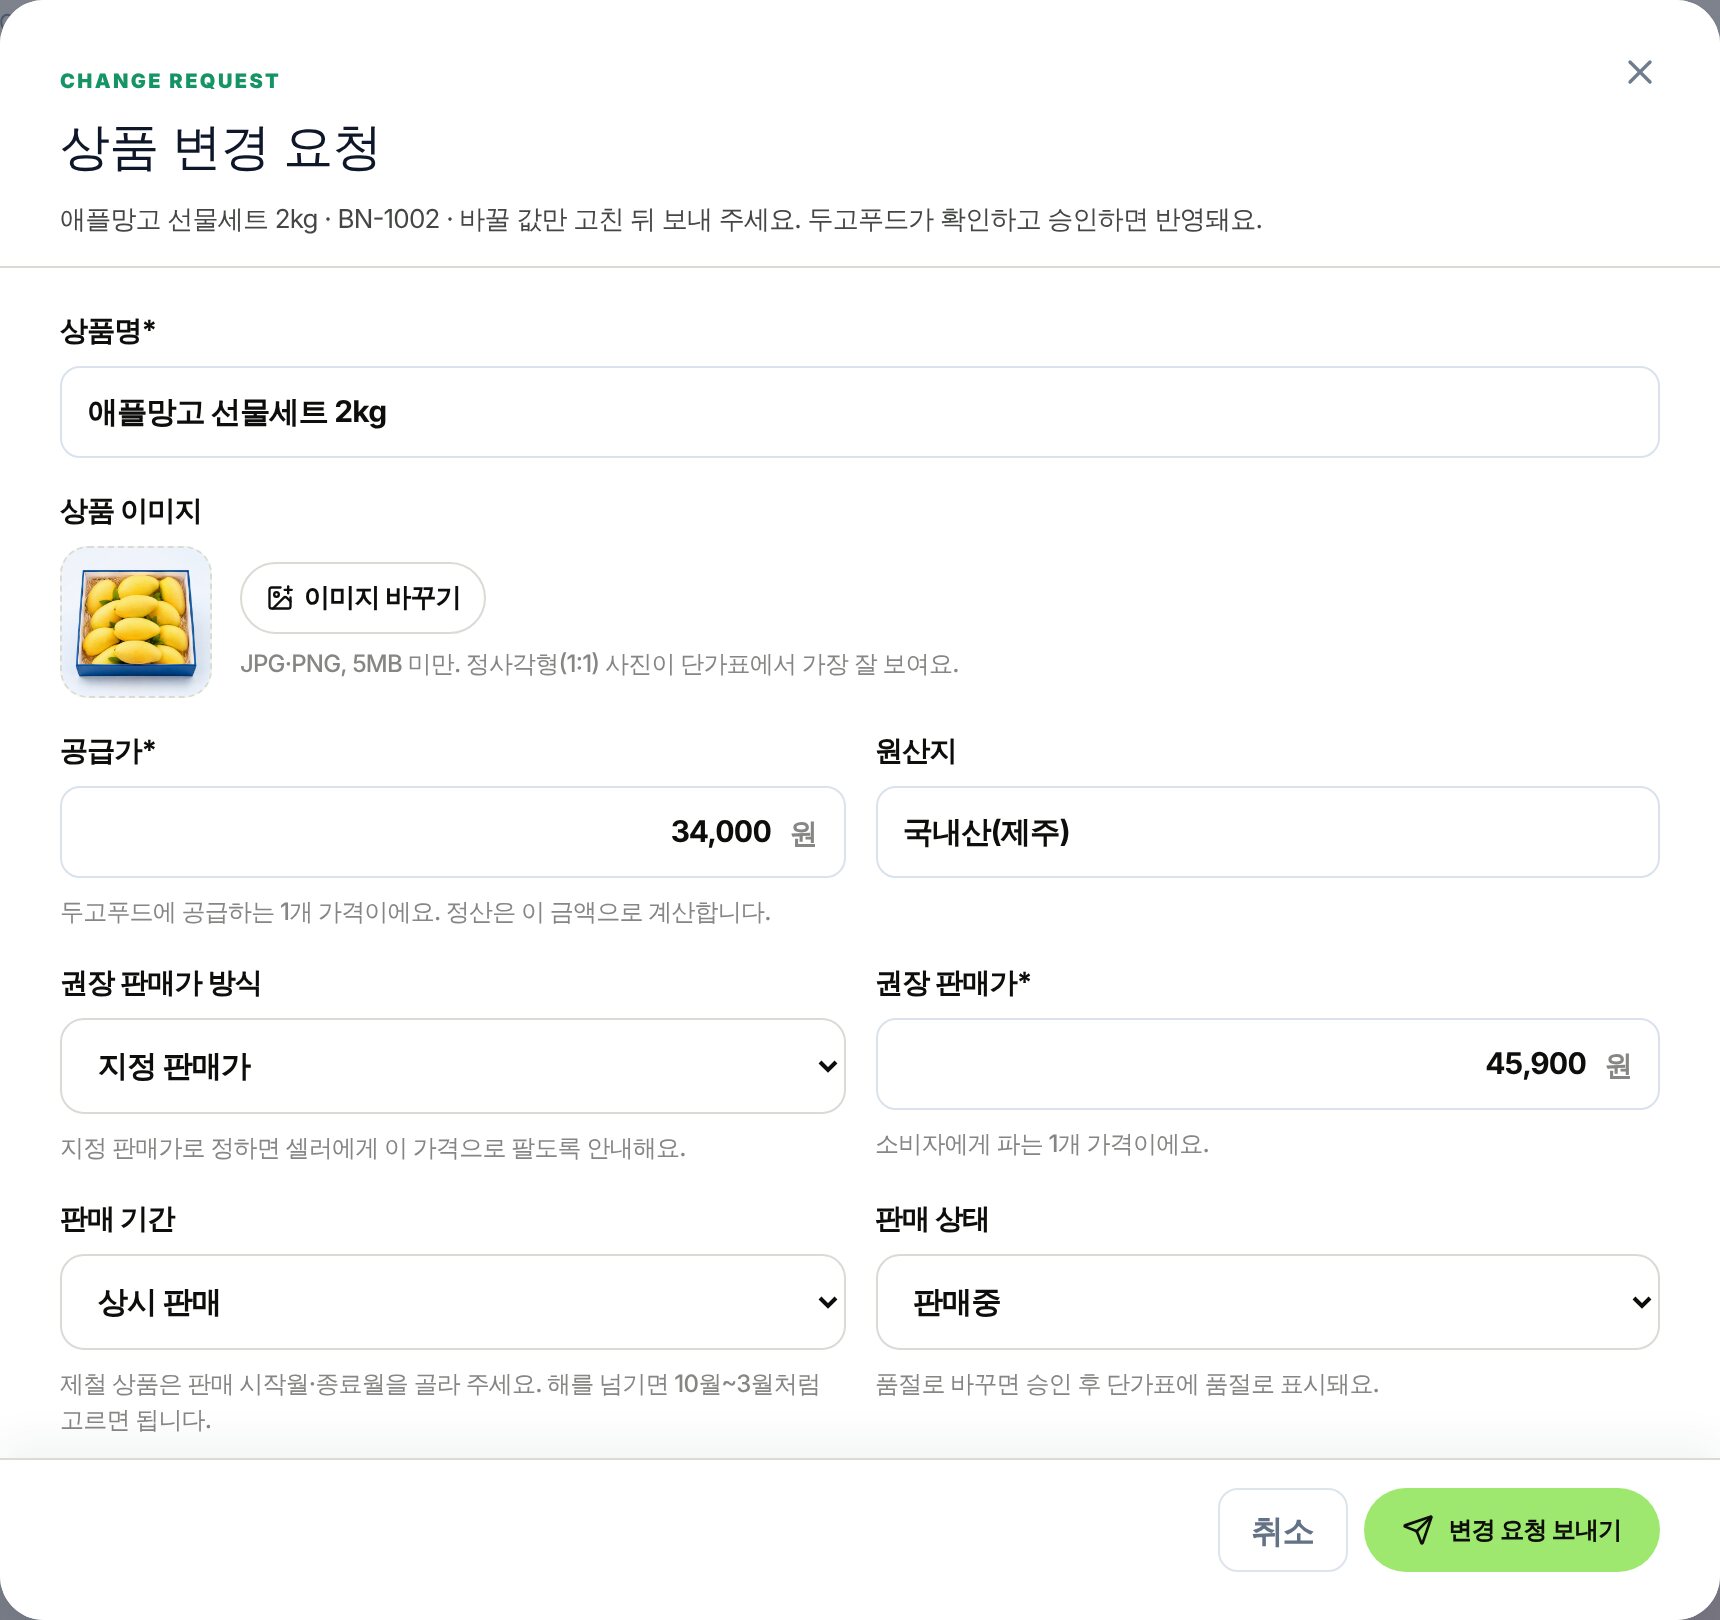 CHANGE REQUEST
상품 변경 요청
애플망고 선물세트 2kg · BN-1002 · 바꿀 값만 고친 뒤 보내 주세요. 두고푸드가 확인하고 승인하면 반영돼요.
상품명*
애플망고 선물세트 2kg
상품 이미지
이미지 바꾸기
JPG·PNG, 5MB 미만. 정사각형(1:1) 사진이 단가표에서 가장 잘 보여요.
공급가*
34,000 원
두고푸드에 공급하는 1개 가격이에요. 정산은 이 금액으로 계산합니다.
원산지
국내산(제주)
권장 판매가 방식
지정 판매가
지정 판매가로 정하면 셀러에게 이 가격으로 팔도록 안내해요.
권장 판매가*
45,900 원
소비자에게 파는 1개 가격이에요.
판매 기간
상시 판매
제철 상품은 판매 시작월·종료월을 골라 주세요. 해를 넘기면 10월~3월처럼
고르면 됩니다.
판매 상태
판매중
품절로 바꾸면 승인 후 단가표에 품절로 표시돼요.
취소
변경 요청 보내기